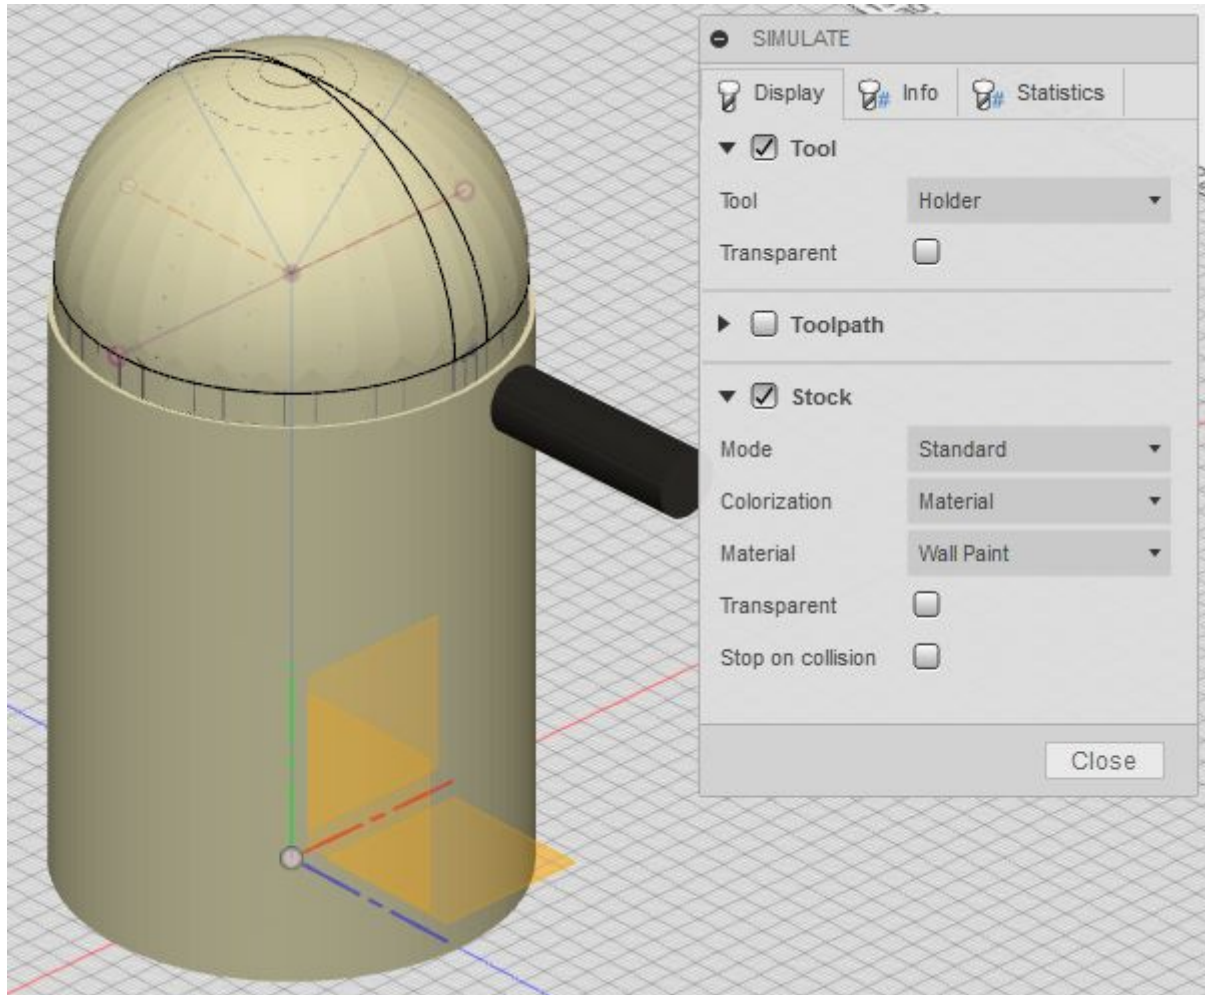 SIMULATE
Display
Info
Statistics
Tool
Tool Holder
Transparent
Toolpath
Stock
Mode Standard
Colorization Material
Material Wall Paint
Transparent
Stop on collision
Close